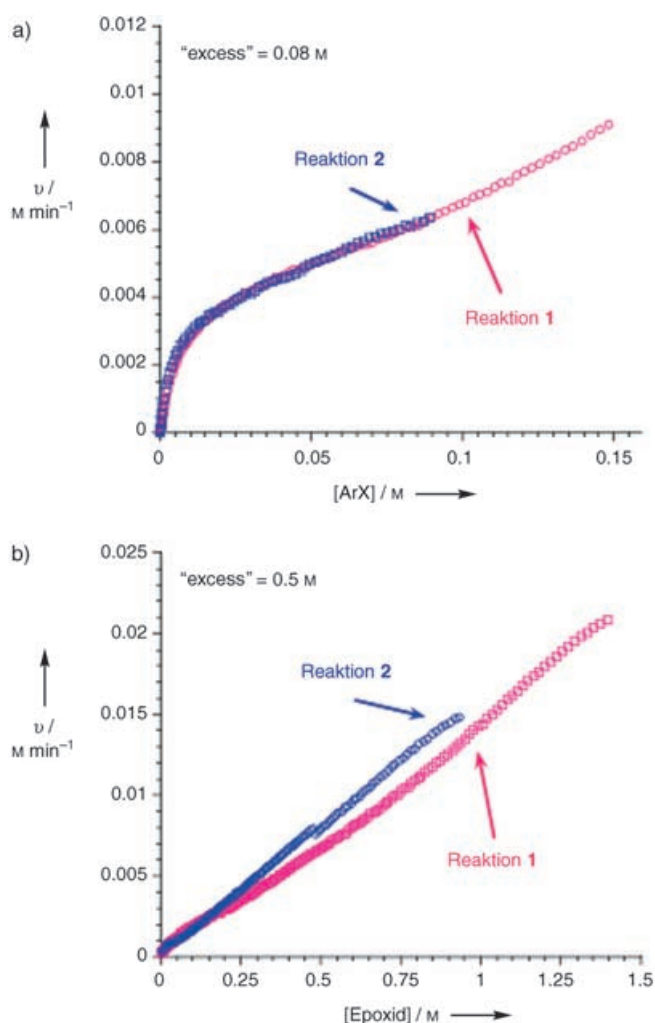 a)
0.012
"excess" = 0.08 M
0.01
Reaktion 2
0.008
υ /
M min⁻¹
0.006
Reaktion 1
0.004
0.002
0
0 0.05 0.1 0.15
[ArX] / M
b)
0.025
"excess" = 0.5 M
0.02
Reaktion 2
υ /
M min⁻¹
0.015
0.01
Reaktion 1
0.005
0
0 0.25 0.5 0.75 1 1.25 1.5
[Epoxid] / M